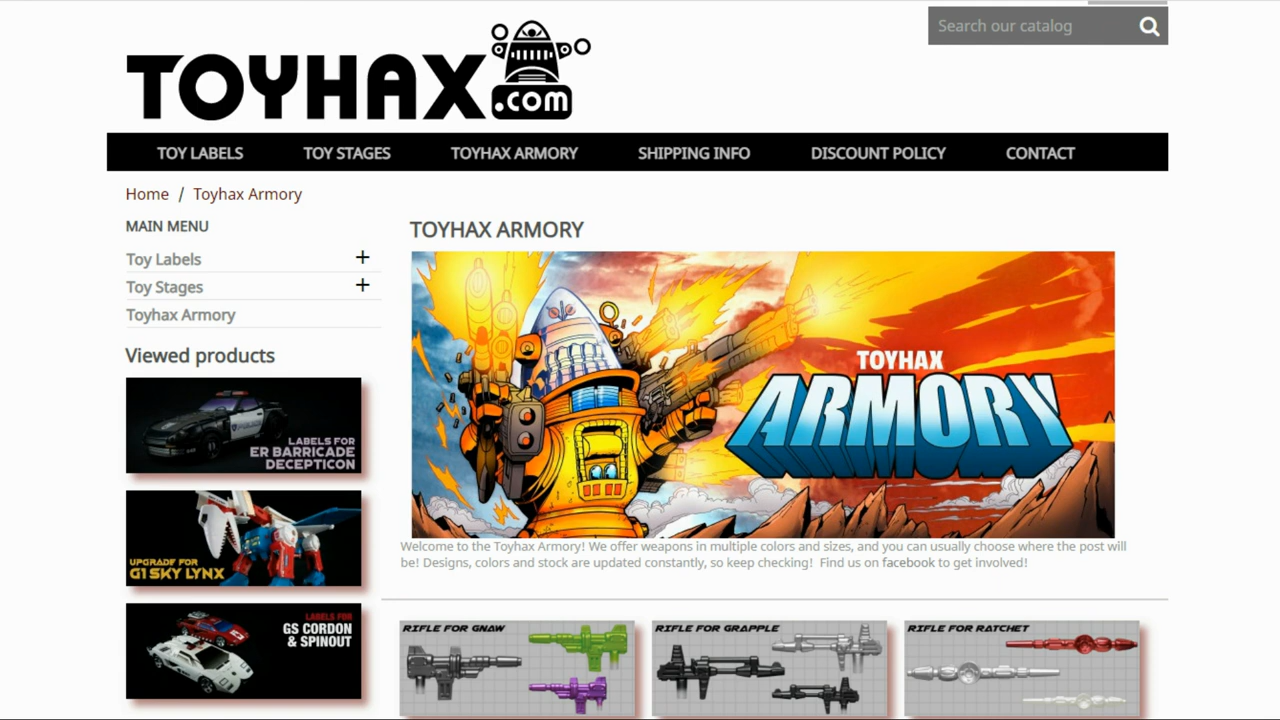 Search our catalog
TOYHAX
.com
TOY LABELS TOY STAGES TOYHAX ARMORY SHIPPING INFO DISCOUNT POLICY CONTACT
Home / Toyhax Armory
MAIN MENU
Toy Labels +
Toy Stages +
Toyhax Armory
Viewed products
LABELS FOR
ER BARRICADE
DECEPTICON
UPGRADE FOR
G1 SKY LYNX
LABELS FOR
GS CORDON
& SPINOUT
TOYHAX ARMORY
TOYHAX
ARMORY
Welcome to the Toyhax Armory! We offer weapons in multiple colors and sizes, and you can usually choose where the post will
be! Designs, colors and stock are updated constantly, so keep checking! Find us on facebook to get involved!
RIFLE FOR GNAW
RIFLE FOR GRAPPLE
RIFLE FOR RATCHET